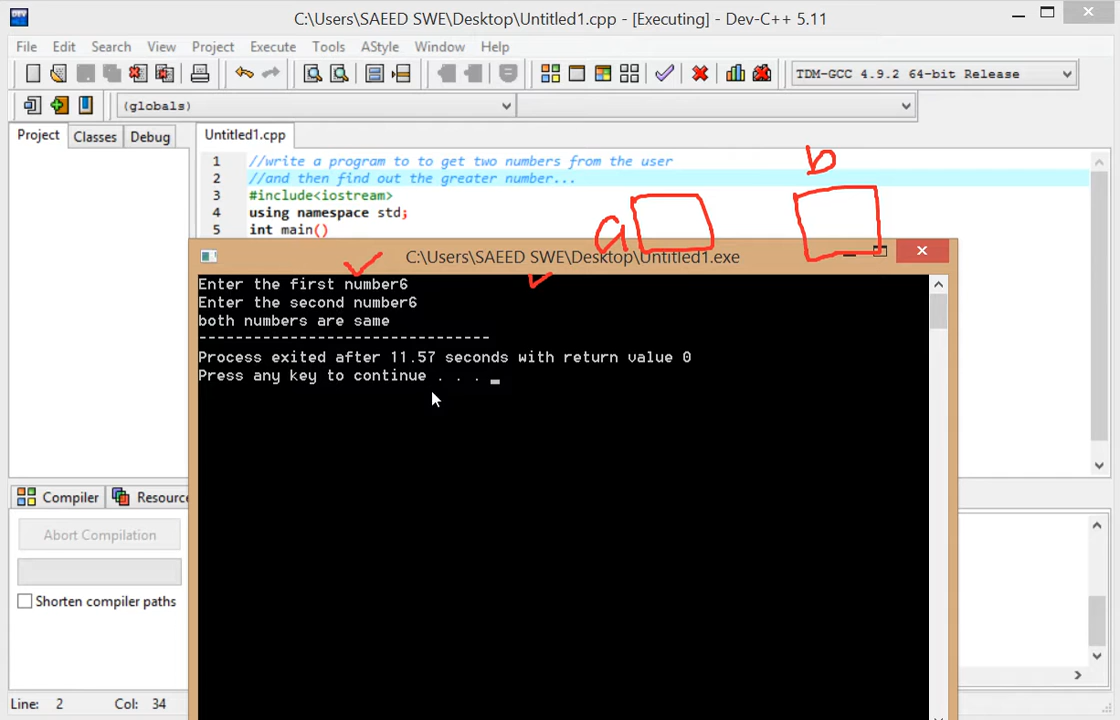 C:\Users\SAEED SWE\Desktop\Untitled1.cpp - [Executing] - Dev-C++ 5.11
File Edit Search View Project Execute Tools AStyle Window Help
TDM-GCC 4.9.2 64-bit Release
(globals)
Project Classes Debug
Untitled1.cpp
1 //write a program to to get two numbers from the user
2 //and then find out the greater number...
3 #include<iostream>
4 using namespace std;
5 int main()
b
a
C:\Users\SAEED SWE\Desktop\Untitled1.exe
Enter the first number6
Enter the second number6
both numbers are same
--------------------------------
Process exited after 11.57 seconds with return value 0
Press any key to continue . . . _
Compiler Resource
Abort Compilation
Shorten compiler paths
Line: 2 Col: 34